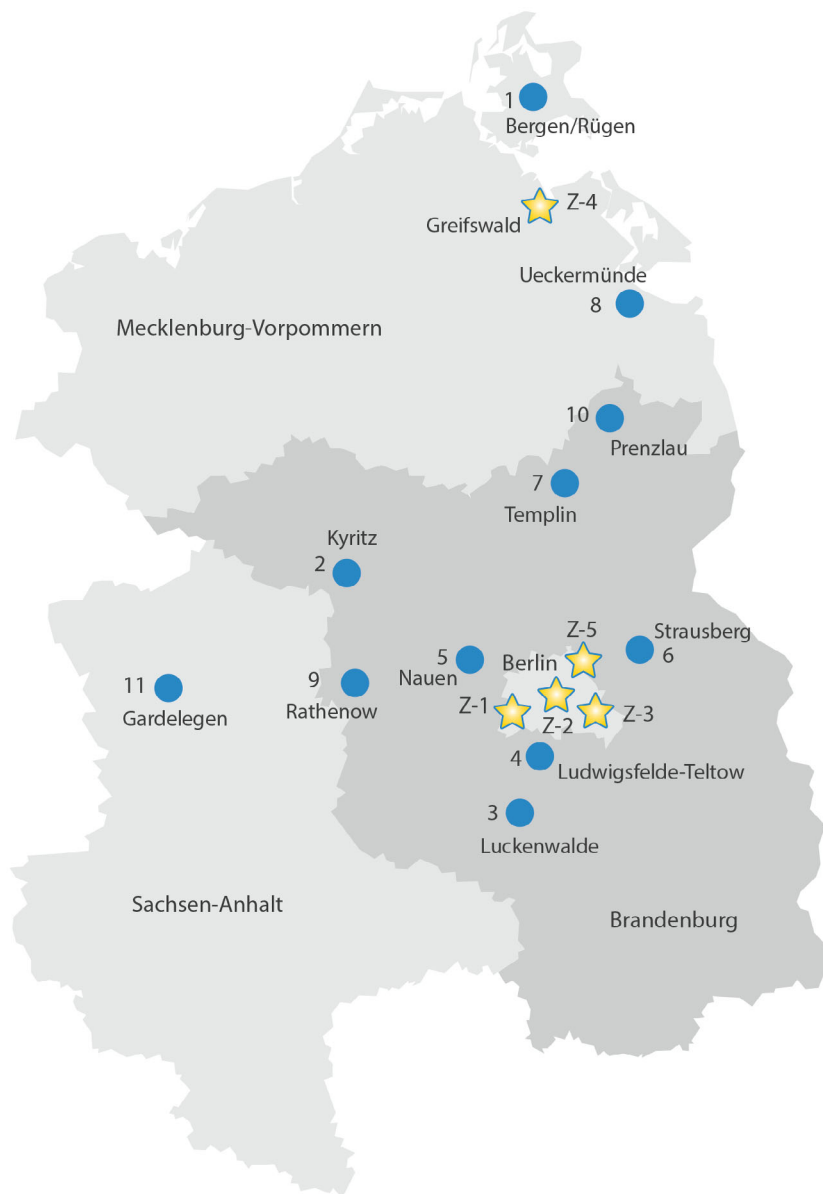 1
Bergen/Rügen
Z-4
Greifswald
Ueckermünde
8
Mecklenburg-Vorpommern
10
Prenzlau
7
Templin
Kyritz
2
Z-5
Strausberg
6
Berlin
5
Nauen
9
Rathenow
11
Gardelegen
Z-1
Z-2
Z-3
4
Ludwigsfelde-Teltow
3
Luckenwalde
Sachsen-Anhalt
Brandenburg